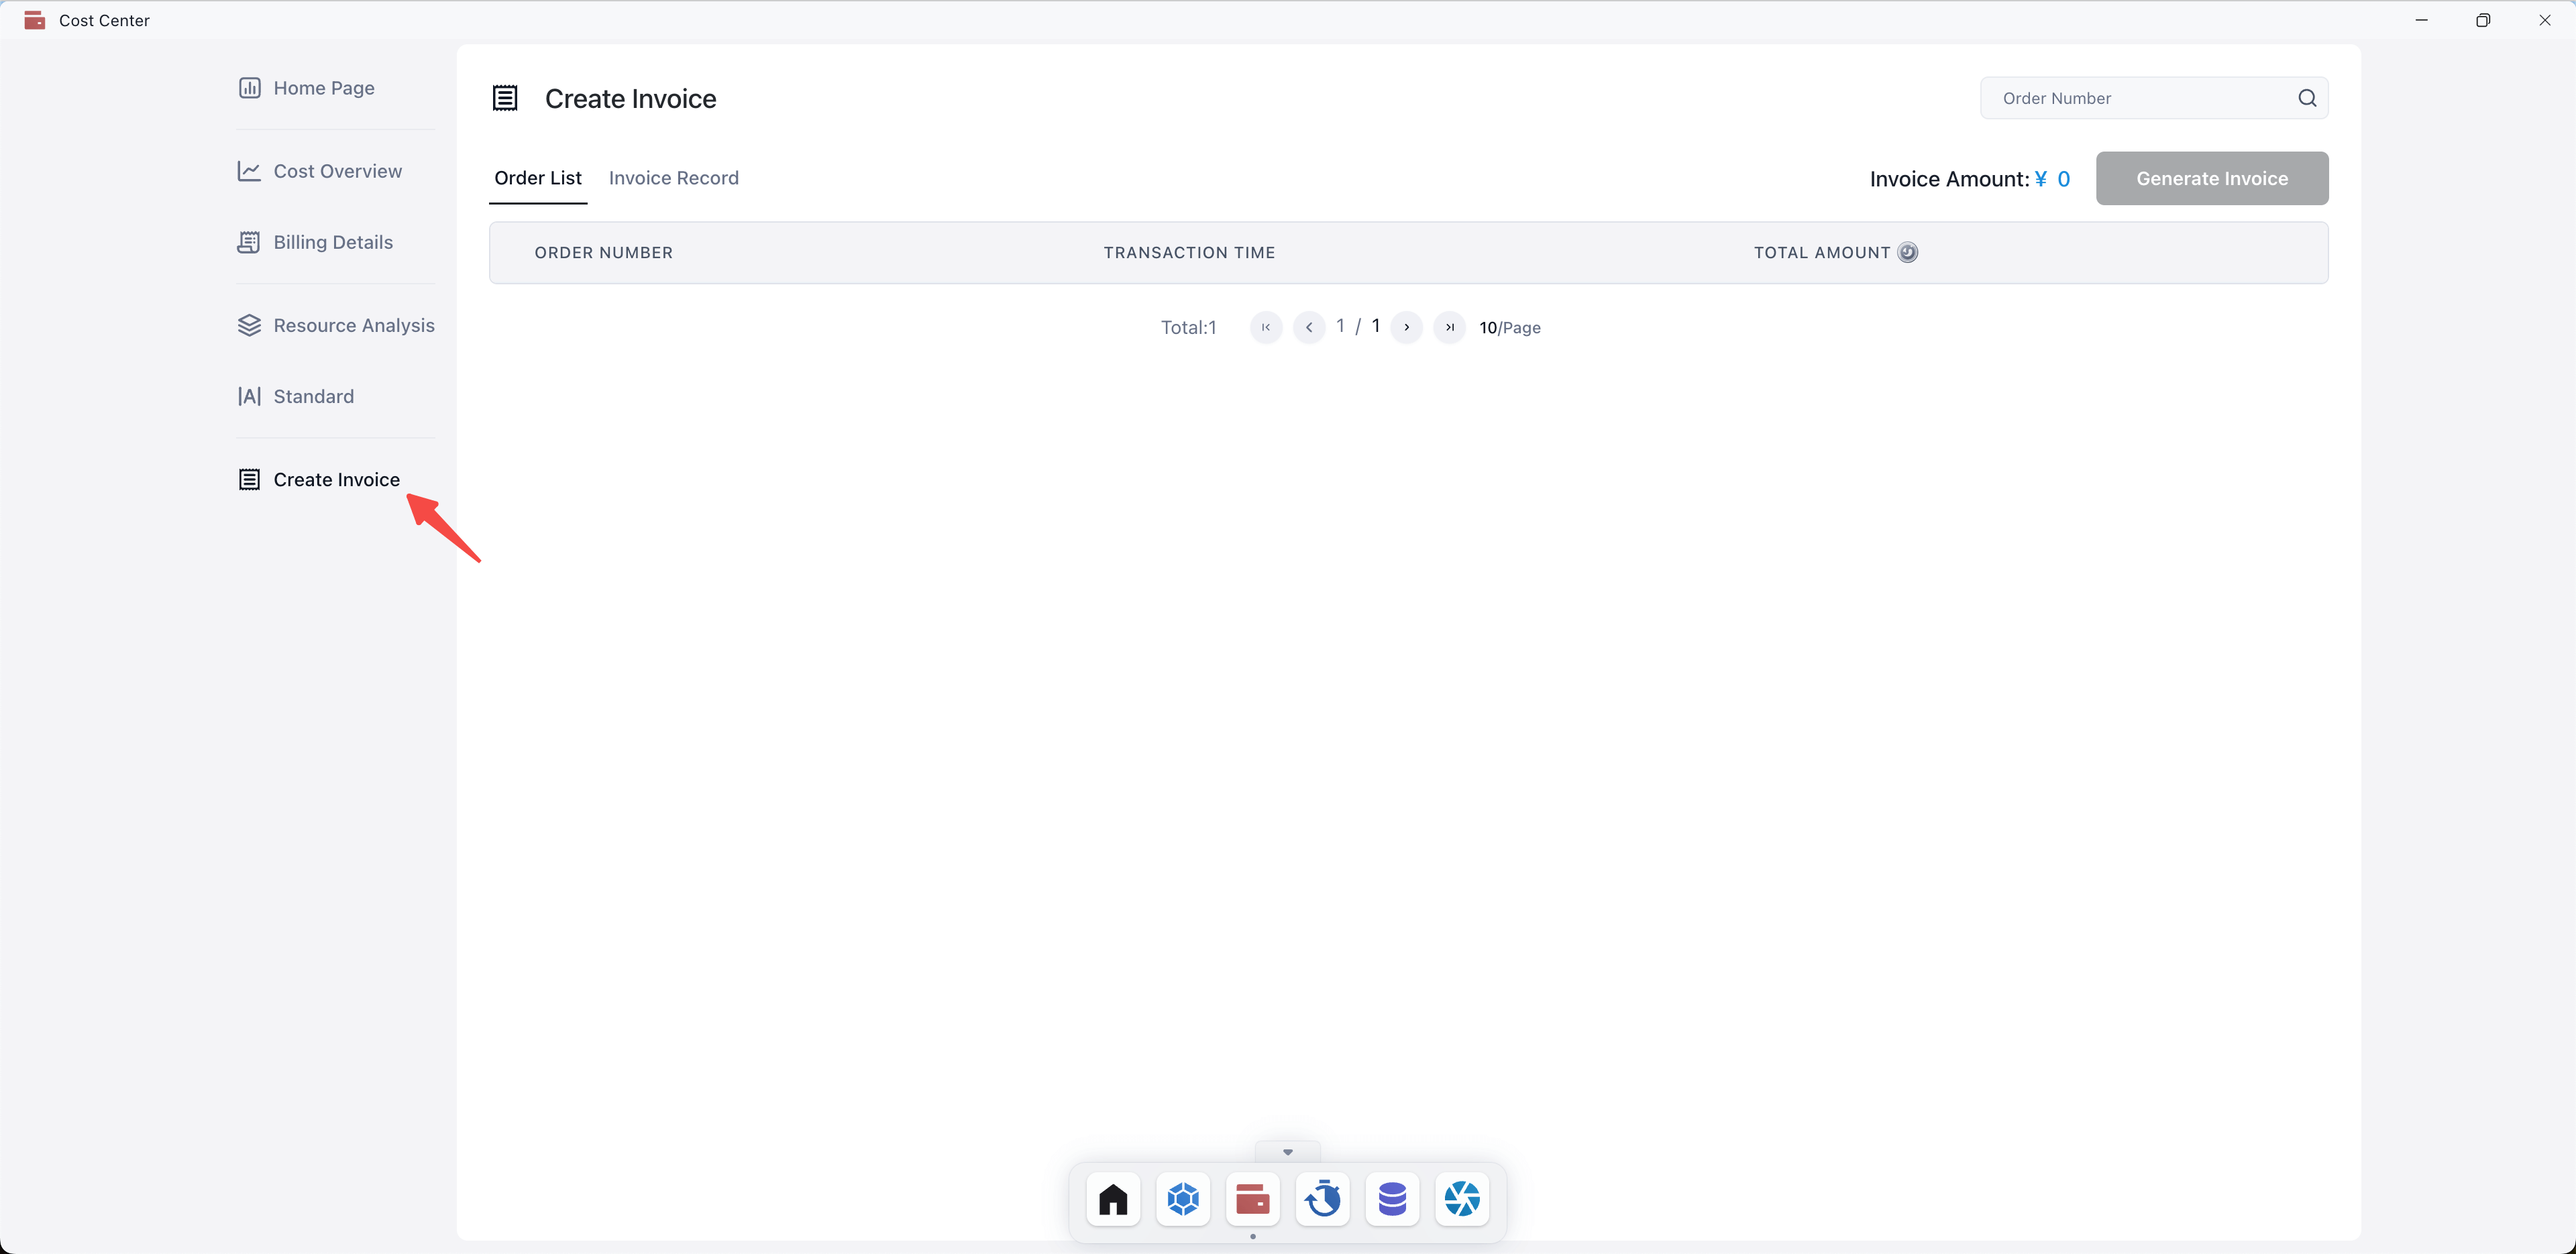 Cost Center
Home Page
Cost Overview
Billing Details
Resource Analysis
Standard
Create Invoice
Create Invoice
Order Number
Order List Invoice Record
Invoice Amount: ¥ 0 Generate Invoice
ORDER NUMBER TRANSACTION TIME TOTAL AMOUNT
Total:1 1 / 1 10/Page